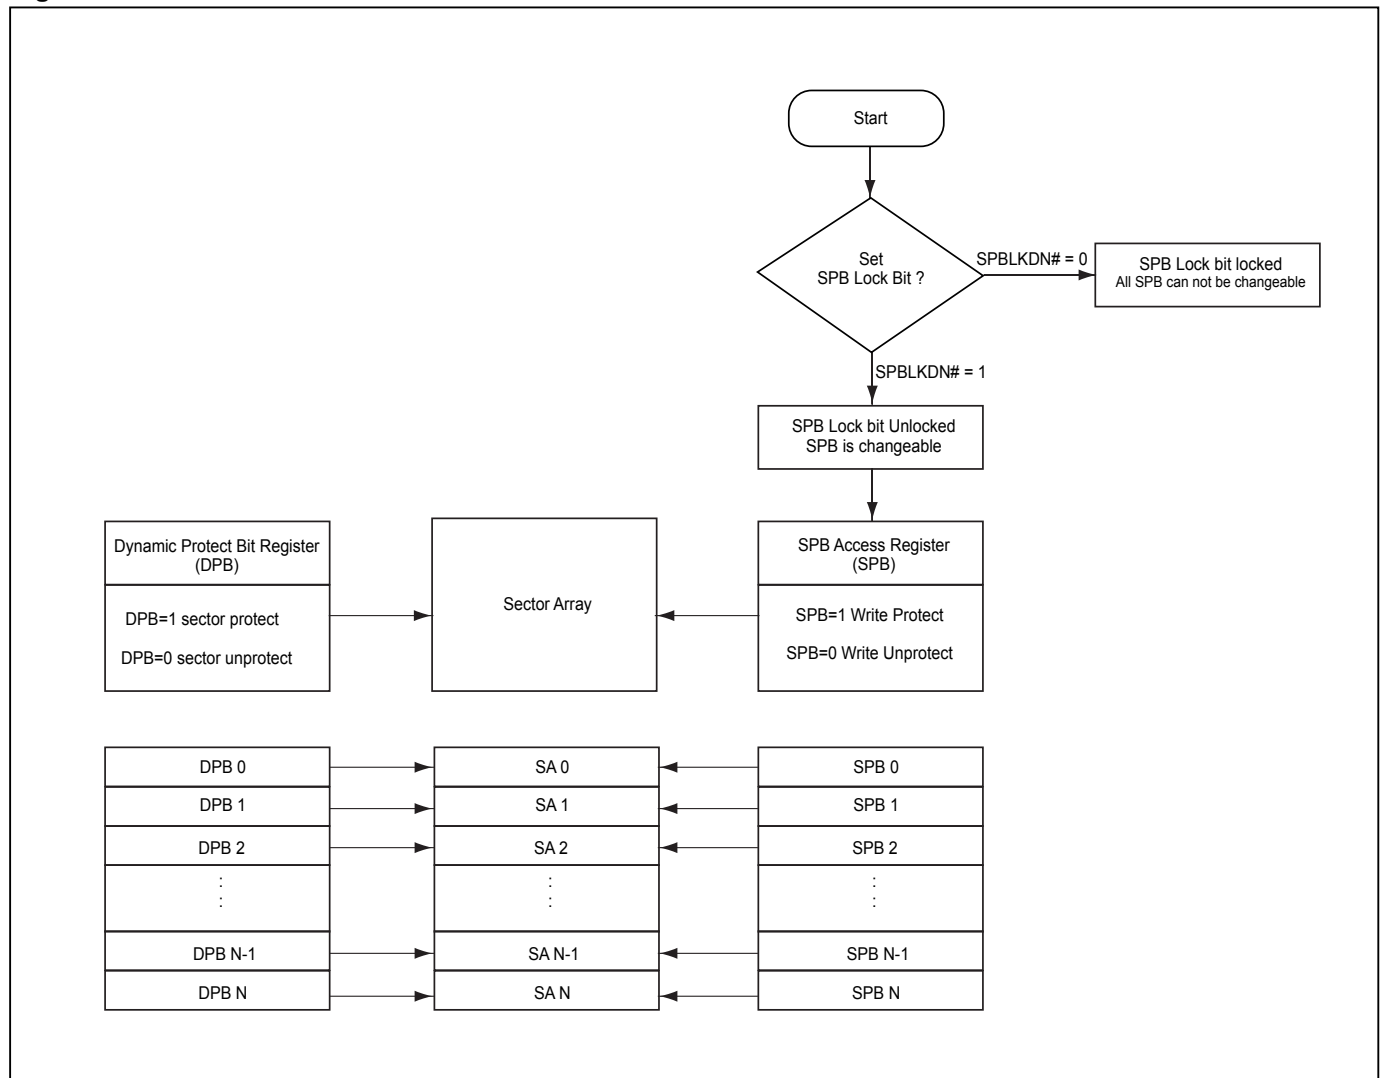 Start
Set
SPB Lock Bit ?
SPBLKDN# = 0
SPB Lock bit locked
All SPB can not be changeable
SPBLKDN# = 1
SPB Lock bit Unlocked
SPB is changeable
Dynamic Protect Bit Register
(DPB)
DPB=1 sector protect
DPB=0 sector unprotect
Sector Array
SPB Access Register
(SPB)
SPB=1 Write Protect
SPB=0 Write Unprotect
DPB 0
SA 0
SPB 0
DPB 1
SA 1
SPB 1
DPB 2
SA 2
SPB 2
DPB N-1
SA N-1
SPB N-1
DPB N
SA N
SPB N